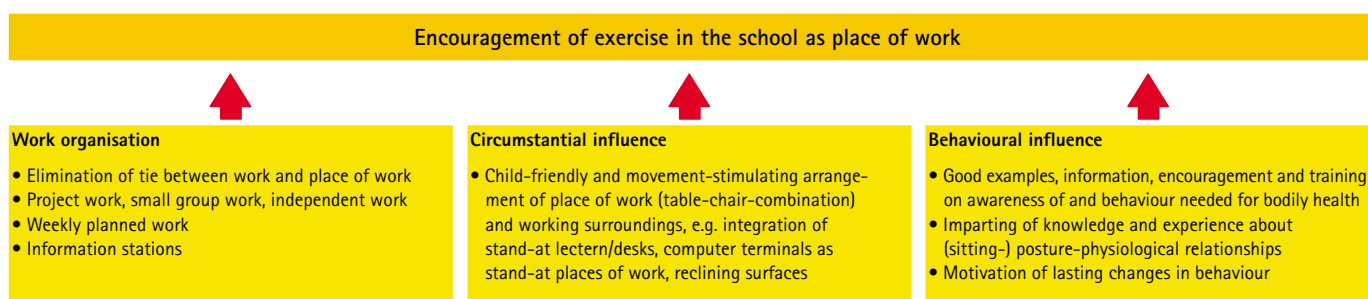 Encouragement of exercise in the school as place of work
Work organisation
• Elimination of tie between work and place of work
• Project work, small group work, independent work
• Weekly planned work
• Information stations
Circumstantial influence
• Child-friendly and movement-stimulating arrange-
ment of place of work (table-chair-combination)
and working surroundings, e.g. integration of
stand-at lectern/desks, computer terminals as
stand-at places of work, reclining surfaces
Behavioural influence
• Good examples, information, encouragement and training
on awareness of and behaviour needed for bodily health
• Imparting of knowledge and experience about
(sitting-) posture-physiological relationships
• Motivation of lasting changes in behaviour